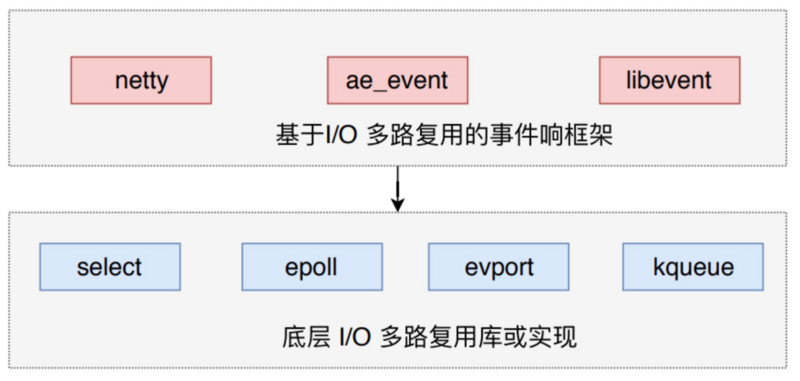 netty
ae_event
libevent
基于I/O 多路复用的事件响框架
select
epoll
evport
kqueue
底层 I/O 多路复用库或实现